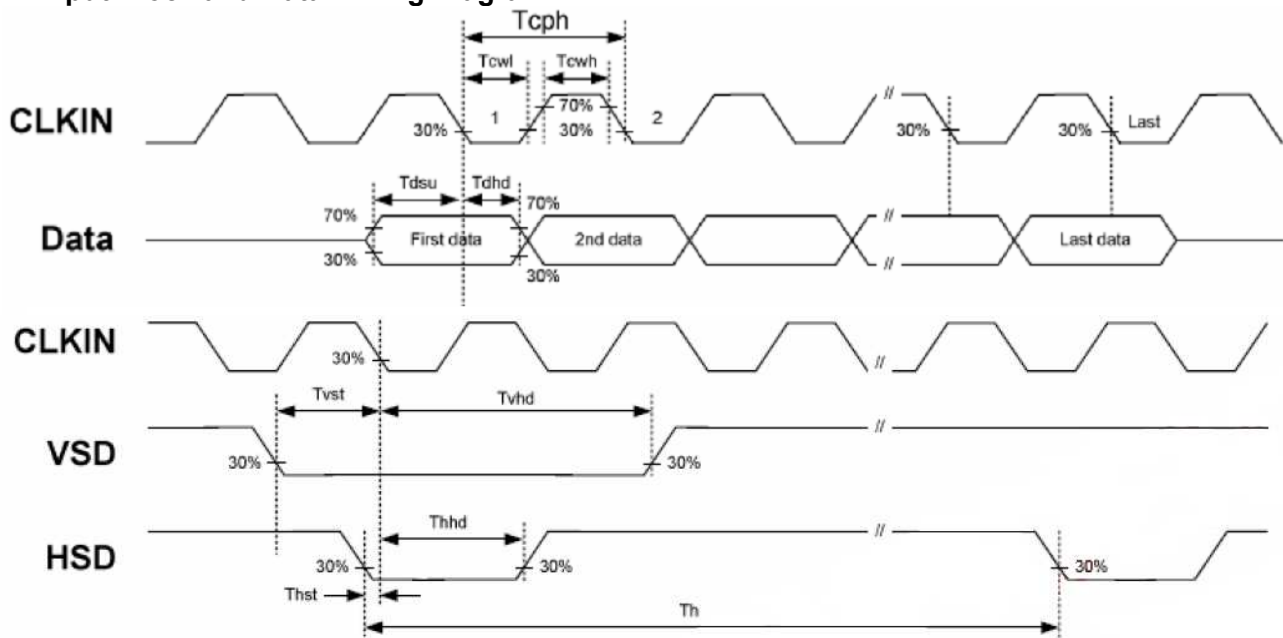 Tcph
Tcwl
Tcwh
CLKIN
30%
1
70%
30%
2
//
30%
30%
Last
Tdsu
Tdhd
70%
70%
Data
First data
2nd data
//
//
Last data
30%
30%
CLKIN
30%
//
Tvst
Tvhd
VSD
30%
30%
//
Thhd
HSD
30%
30%
//
30%
Thst
Th